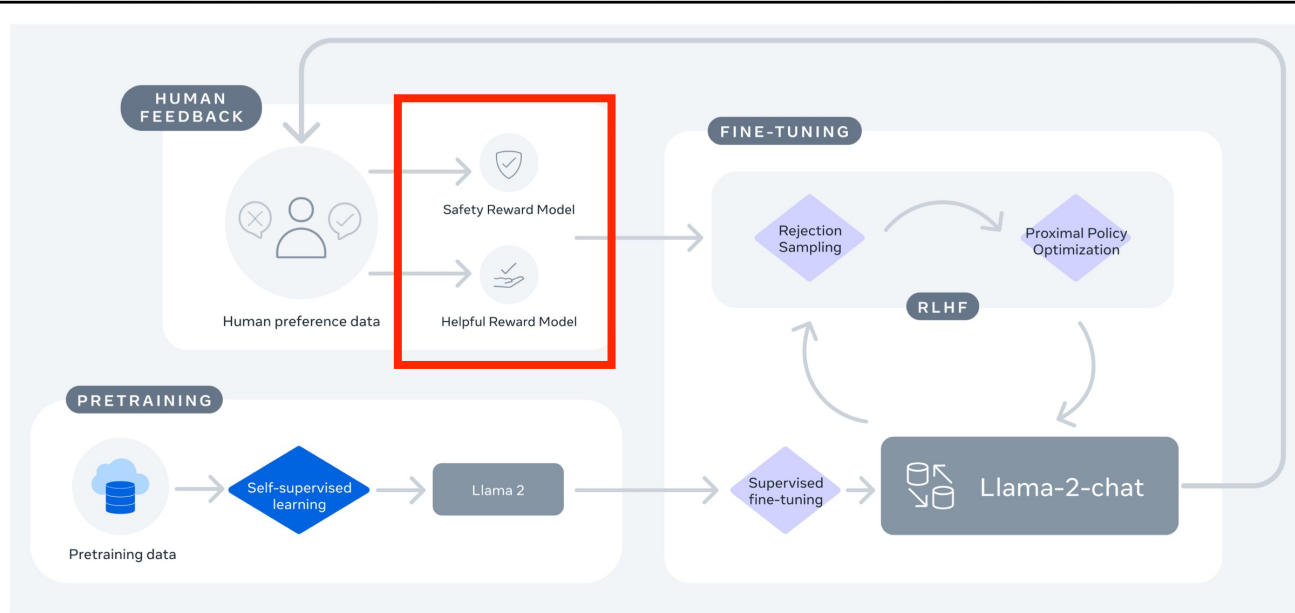 HUMAN
FEEDBACK
Safety Reward Model
Human preference data
Helpful Reward Model
FINE-TUNING
Rejection
Sampling
Proximal Policy
Optimization
RLHF
PRETRAINING
Pretraining data
Self-supervised
learning
Llama 2
Supervised
fine-tuning
Llama-2-chat